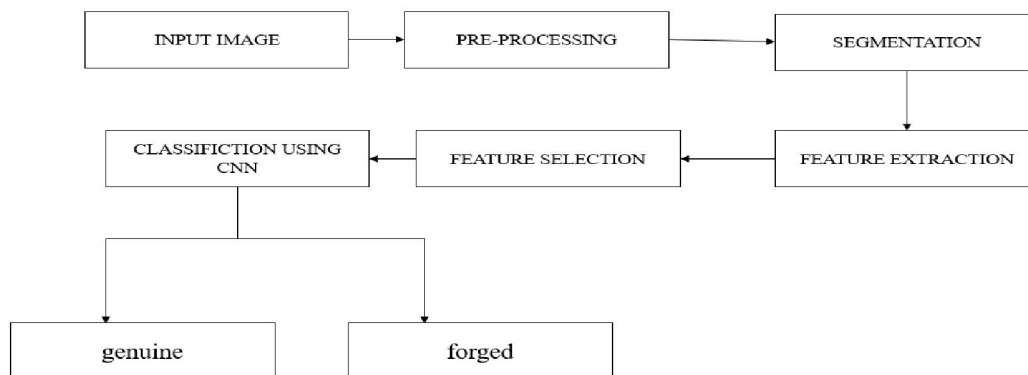 INPUT IMAGE
PRE-PROCESSING
SEGMENTATION
FEATURE EXTRACTION
FEATURE SELECTION
CLASSIFICTION USING
CNN
genuine
forged